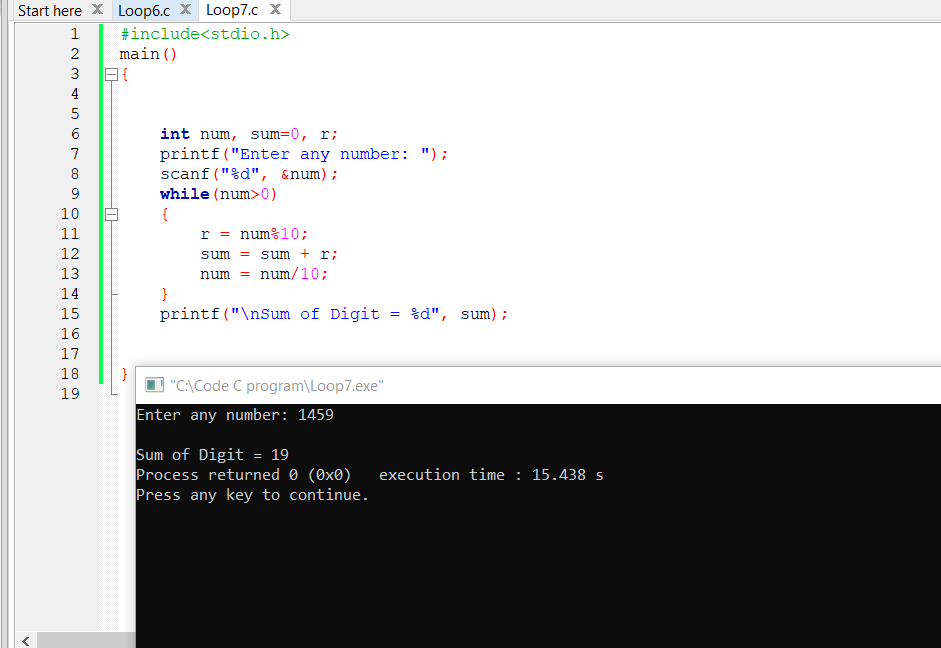 Start here X Loop6.c X Loop7.c X
1 #include<stdio.h>
2 main()
3 {
4
5
6 int num, sum=0, r;
7 printf("Enter any number: ");
8 scanf("%d", &num);
9 while(num>0)
10 {
11 r = num%10;
12 sum = sum + r;
13 num = num/10;
14 }
15 printf("\nSum of Digit = %d", sum);
16
17
18 }
19
"C:\Code C program\Loop7.exe"
Enter any number: 1459
Sum of Digit = 19
Process returned 0 (0x0) execution time : 15.438 s
Press any key to continue.